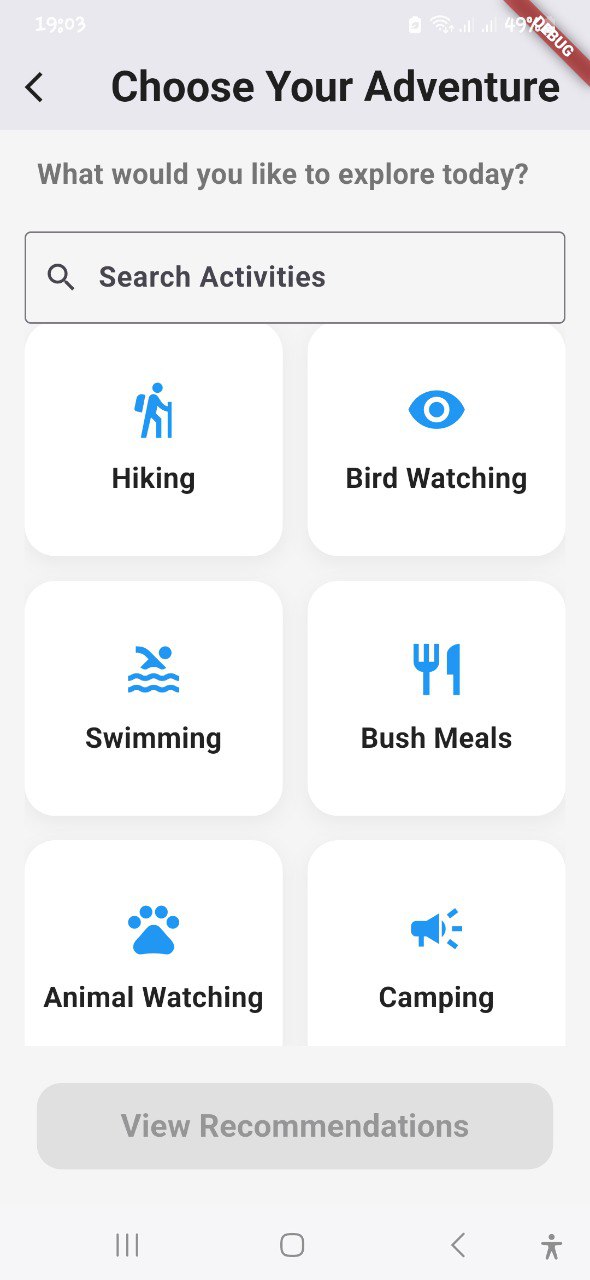 19:03
49%
DEBUG
Choose Your Adventure
What would you like to explore today?
Search Activities
Hiking
Bird Watching
Swimming
Bush Meals
Animal Watching
Camping
View Recommendations